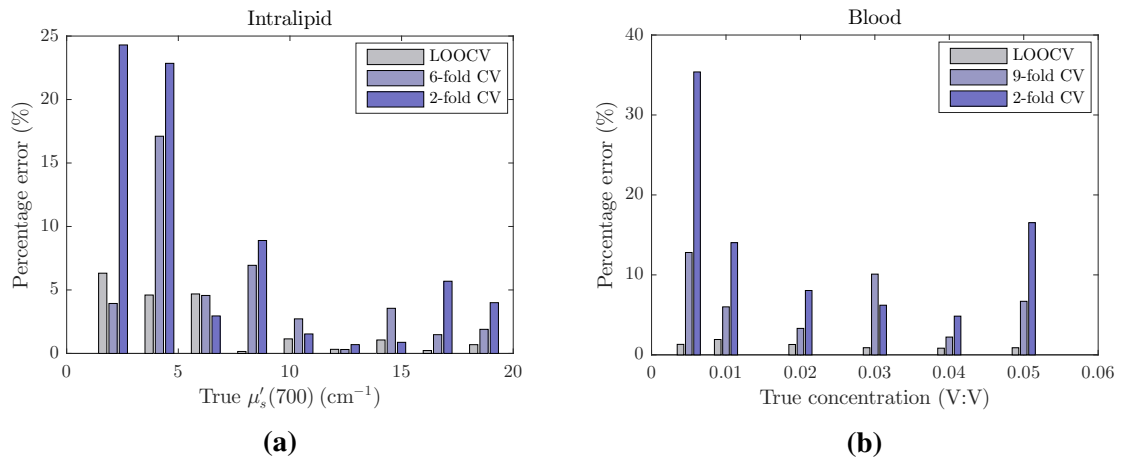 Intralipid
25
20
15
10
5
0
Percentage error (%)
LOOCV
6-fold CV
2-fold CV
0 5 10 15 20
True μ′ₛ(700) (cm⁻¹)
(a)
Blood
40
30
20
10
0
Percentage error (%)
LOOCV
9-fold CV
2-fold CV
0 0.01 0.02 0.03 0.04 0.05 0.06
True concentration (V:V)
(b)